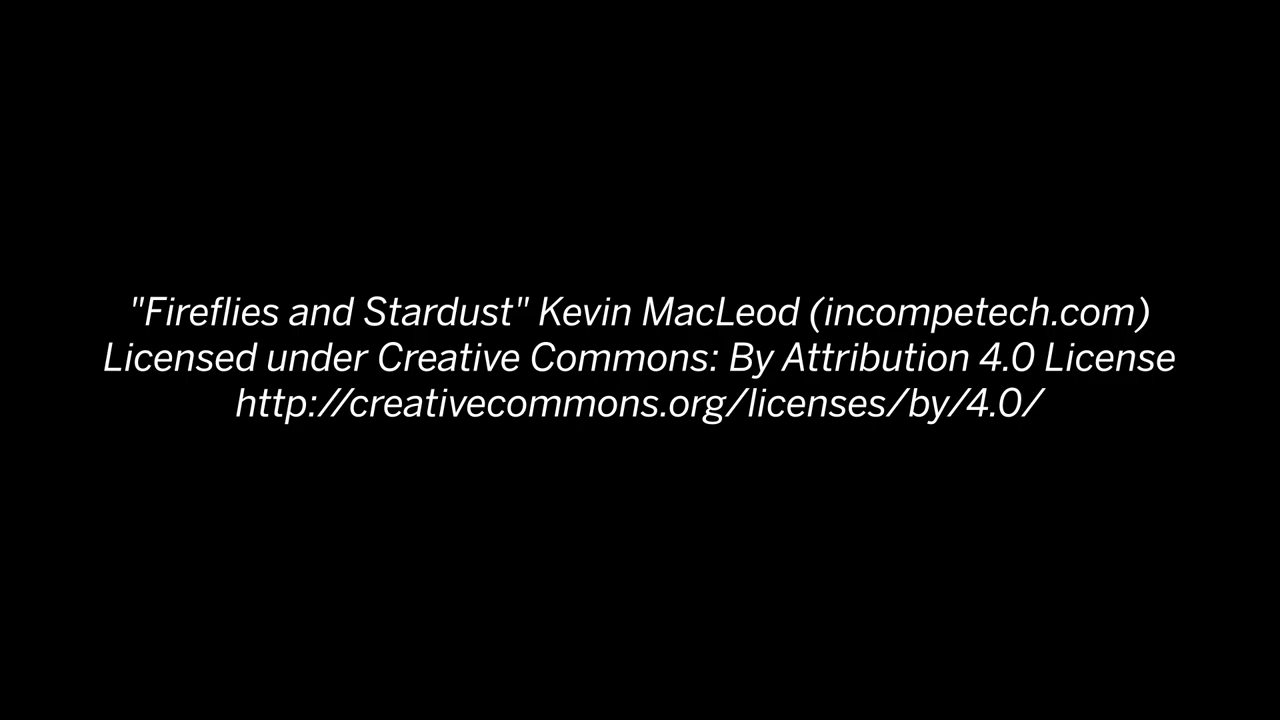 "Fireflies and Stardust" Kevin MacLeod (incompetech.com)
Licensed under Creative Commons: By Attribution 4.0 License
http://creativecommons.org/licenses/by/4.0/